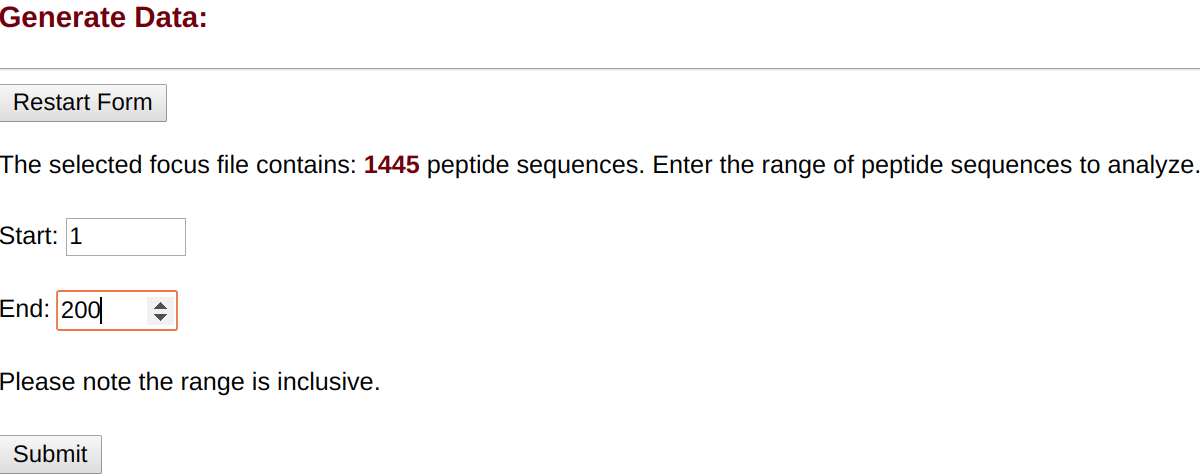 Generate Data:
Restart Form
The selected focus file contains: 1445 peptide sequences. Enter the range of peptide sequences to analyze.
Start: 1
End: 200
Please note the range is inclusive.
Submit